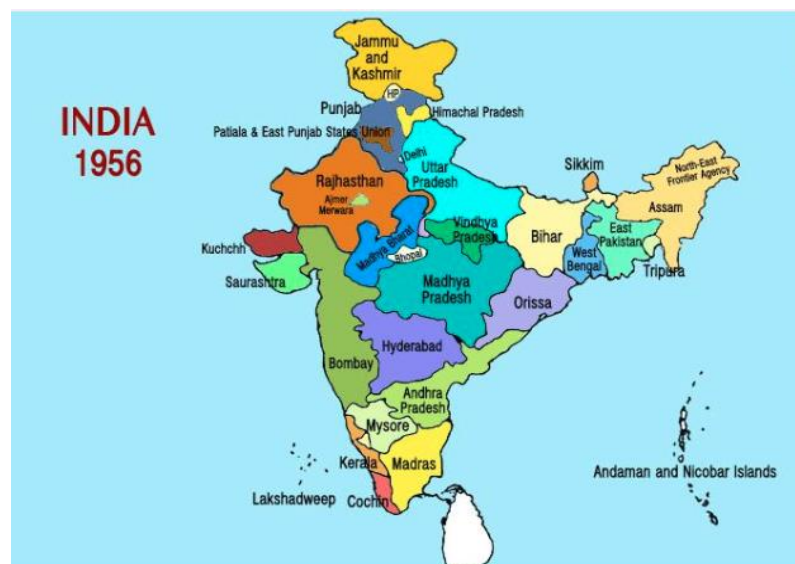 INDIA
1956
Jammu
and
Kashmir
HP
Punjab
Himachal Pradesh
Patiala & East Punjab States Union
Delhi
Uttar
Pradesh
Sikkim
North-East
Frontier Agency
Rajhasthan
Ajmer
Merwara
Assam
Kuchchh
Madhya Bharat
Vindhya
Pradesh
Bihar
East
Pakistan
West
Bengal
Bhopal
Tripura
Saurashtra
Madhya
Pradesh
Orissa
Hyderabad
Bombay
Andhra
Pradesh
Mysore
Kerala
Madras
Lakshadweep
Cochin
Andaman and Nicobar Islands